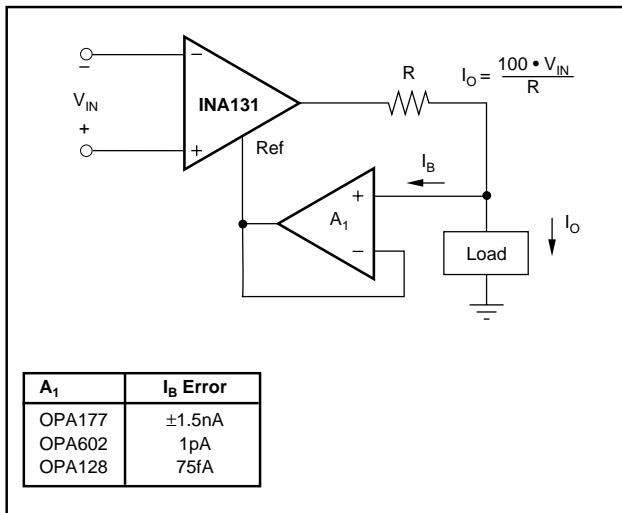 −
V_IN
+
−
INA131
+
Ref
R
I_O = 100 • V_IN / R
I_B
+
A_1
−
Load
I_O
A_1 I_B Error
OPA177 ±1.5nA
OPA602 1pA
OPA128 75fA